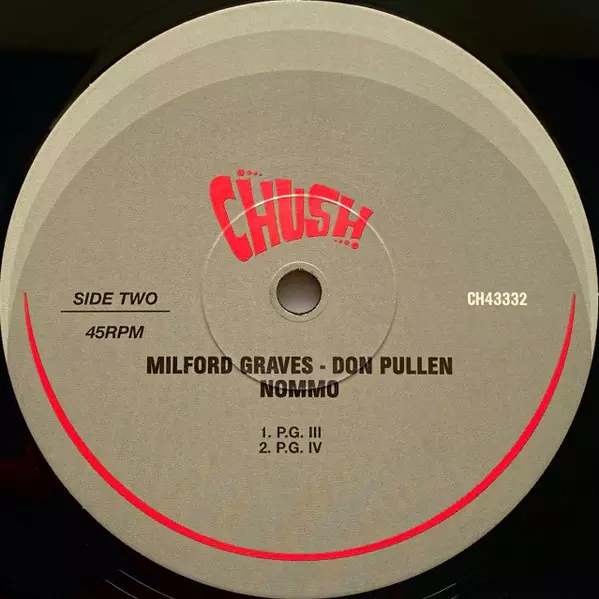 CHUSH
SIDE TWO
45RPM
CH43332
MILFORD GRAVES - DON PULLEN
NOMMO
1. P.G. III
2. P.G. IV